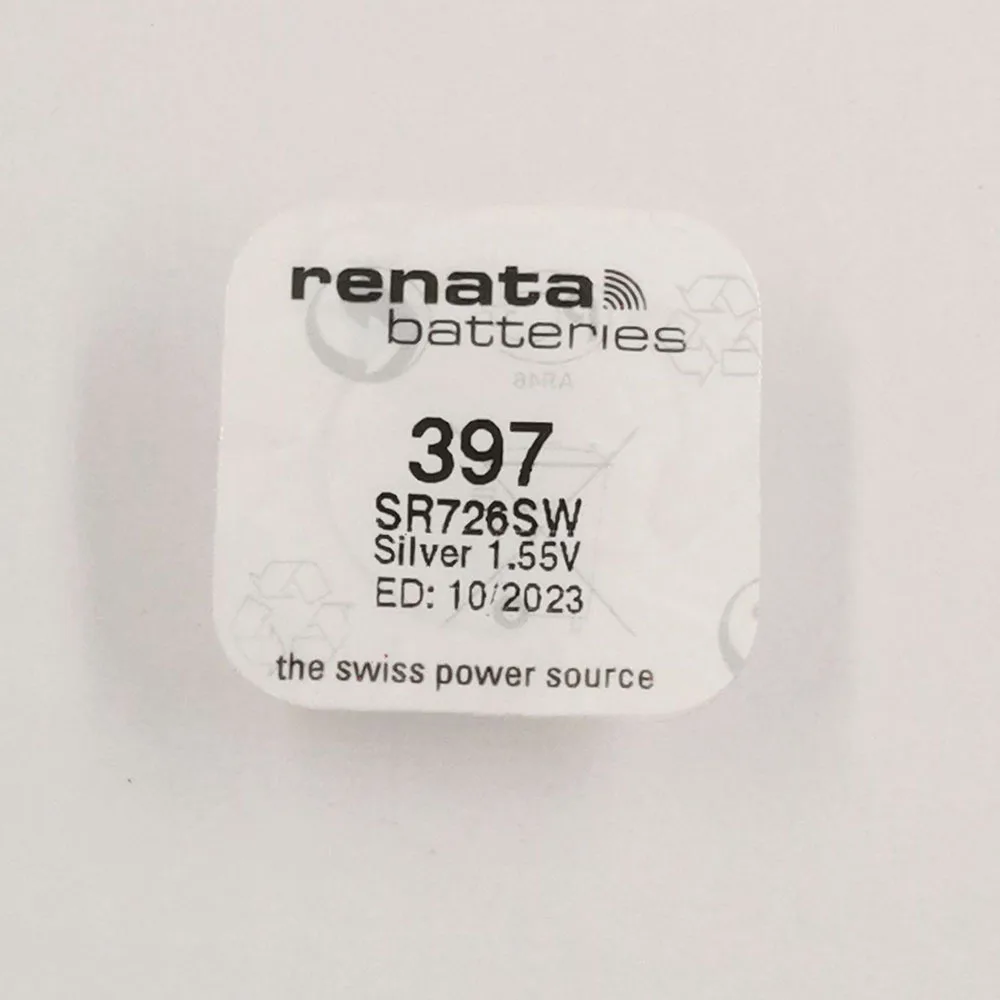 renata
batteries
397
SR726SW
Silver 1.55V
ED: 10/2023
the swiss power source